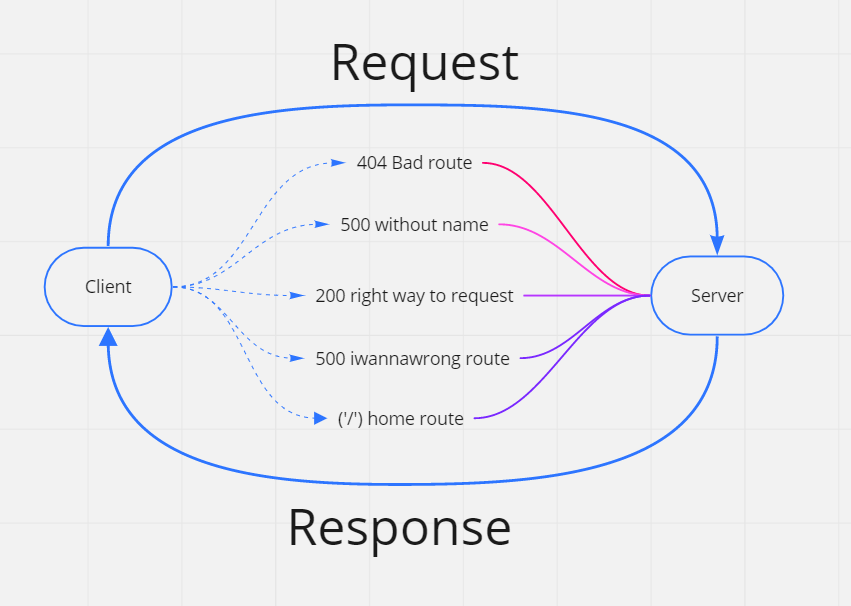 Request
404 Bad route
500 without name
Client
200 right way to request
Server
500 iwannawrong route
('/') home route
Response